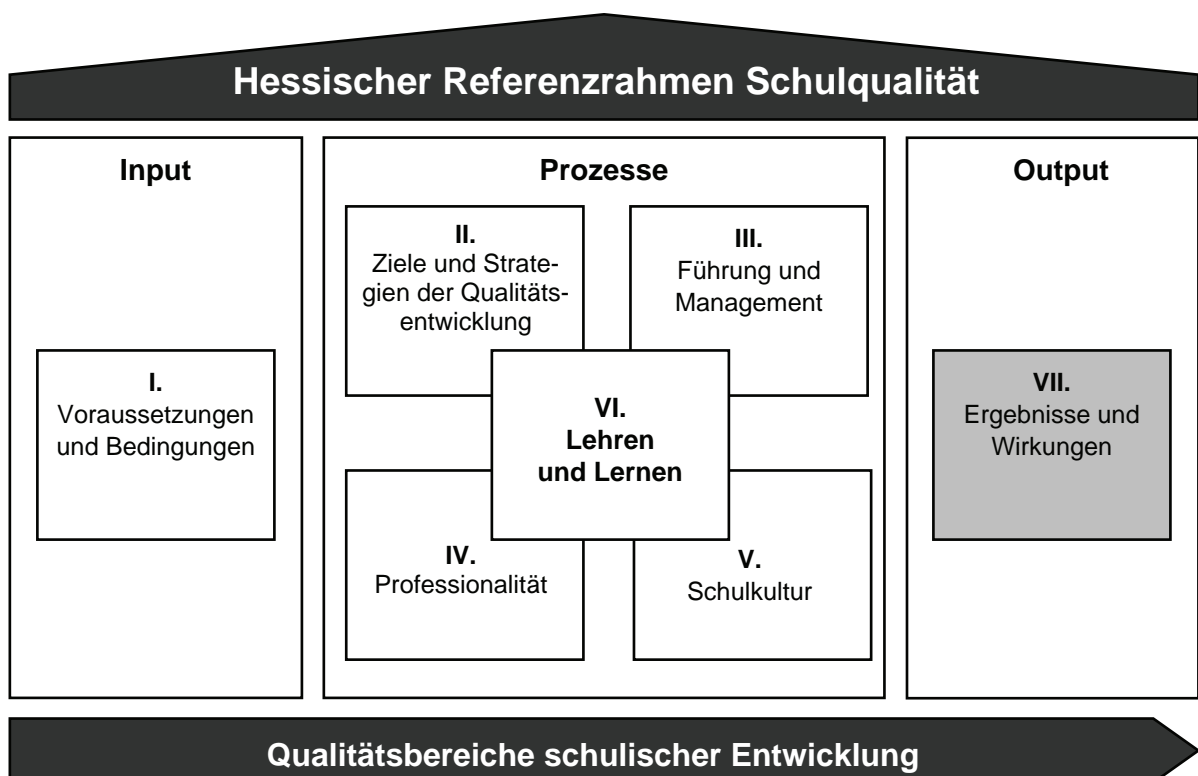 Hessischer Referenzrahmen Schulqualität
Input
Prozesse
Output
II.
Ziele und Strate-
gien der Qualitäts-
entwicklung
III.
Führung und
Management
I.
Voraussetzungen
und Bedingungen
VI.
Lehren
und Lernen
VII.
Ergebnisse und
Wirkungen
IV.
Professionalität
V.
Schulkultur
Qualitätsbereiche schulischer Entwicklung